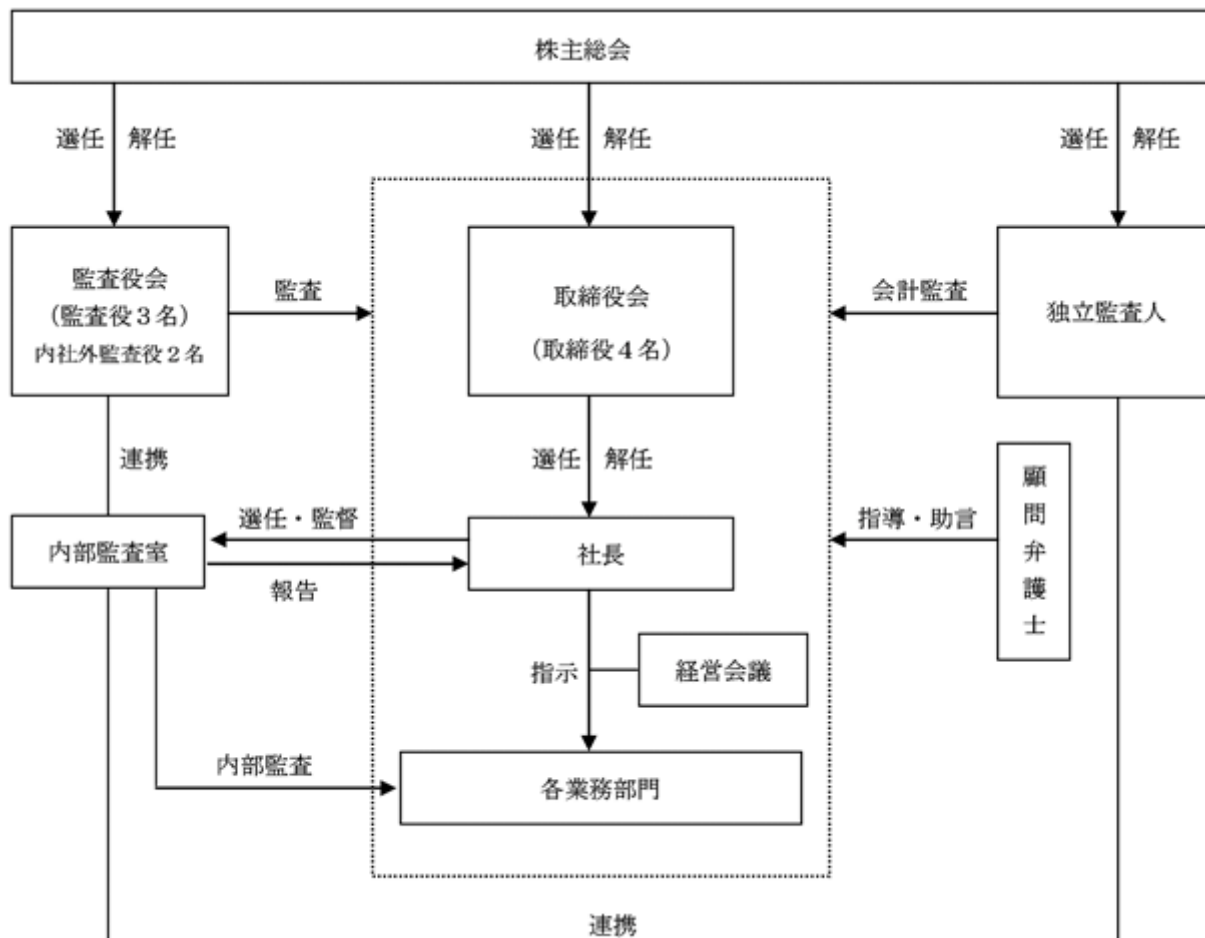 株主総会
選任 解任
選任 解任
選任 解任
監査役会
(監査役3名)
内社外監査役2名
監査
取締役会
(取締役4名)
会計監査
独立監査人
連携
選任 解任
内部監査室
選任・監督
報告
社長
指導・助言
顧問弁護士
指示
経営会議
内部監査
各業務部門
連携